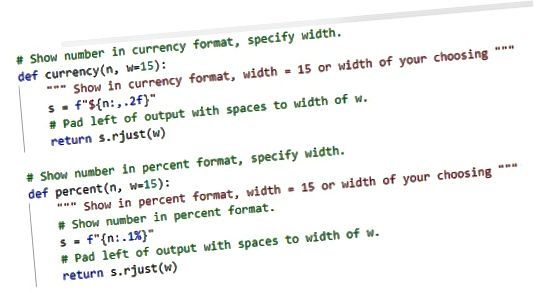 # Show number in currency format, specify width.
def currency(n, w=15):
""" Show in currency format, width = 15 or width of your choosing """
s = f"${n:,.2f}"
# Pad left of output with spaces to width of w.
return s.rjust(w)
# Show number in percent format, specify width.
def percent(n, w=15):
""" Show in percent format, width = 15 or width of your choosing """
# Show number in percent format.
s = f"{n:.1%}"
# Pad left of output with spaces to width of w.
return s.rjust(w)